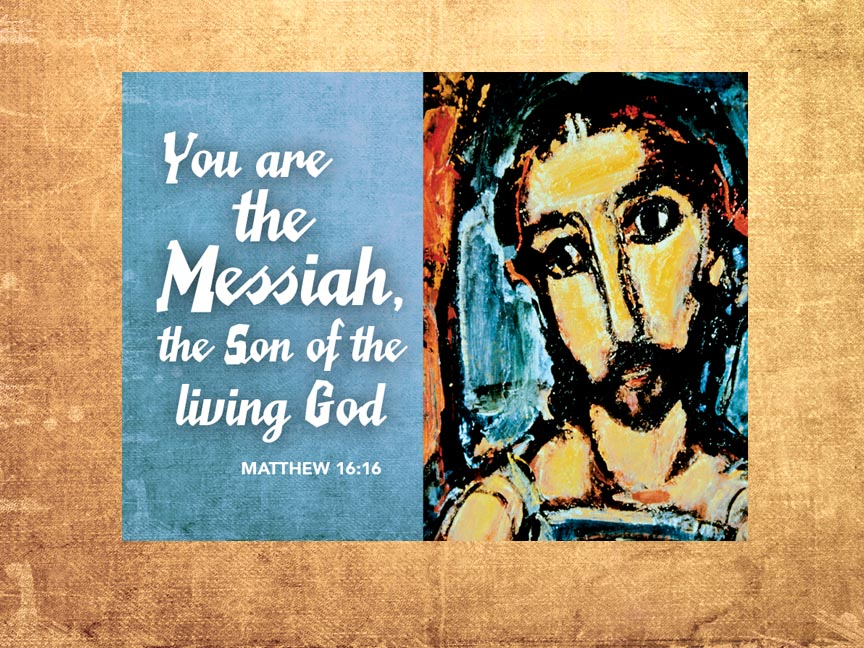 You are
the
Messiah,
the Son of the
living God
MATTHEW 16:16